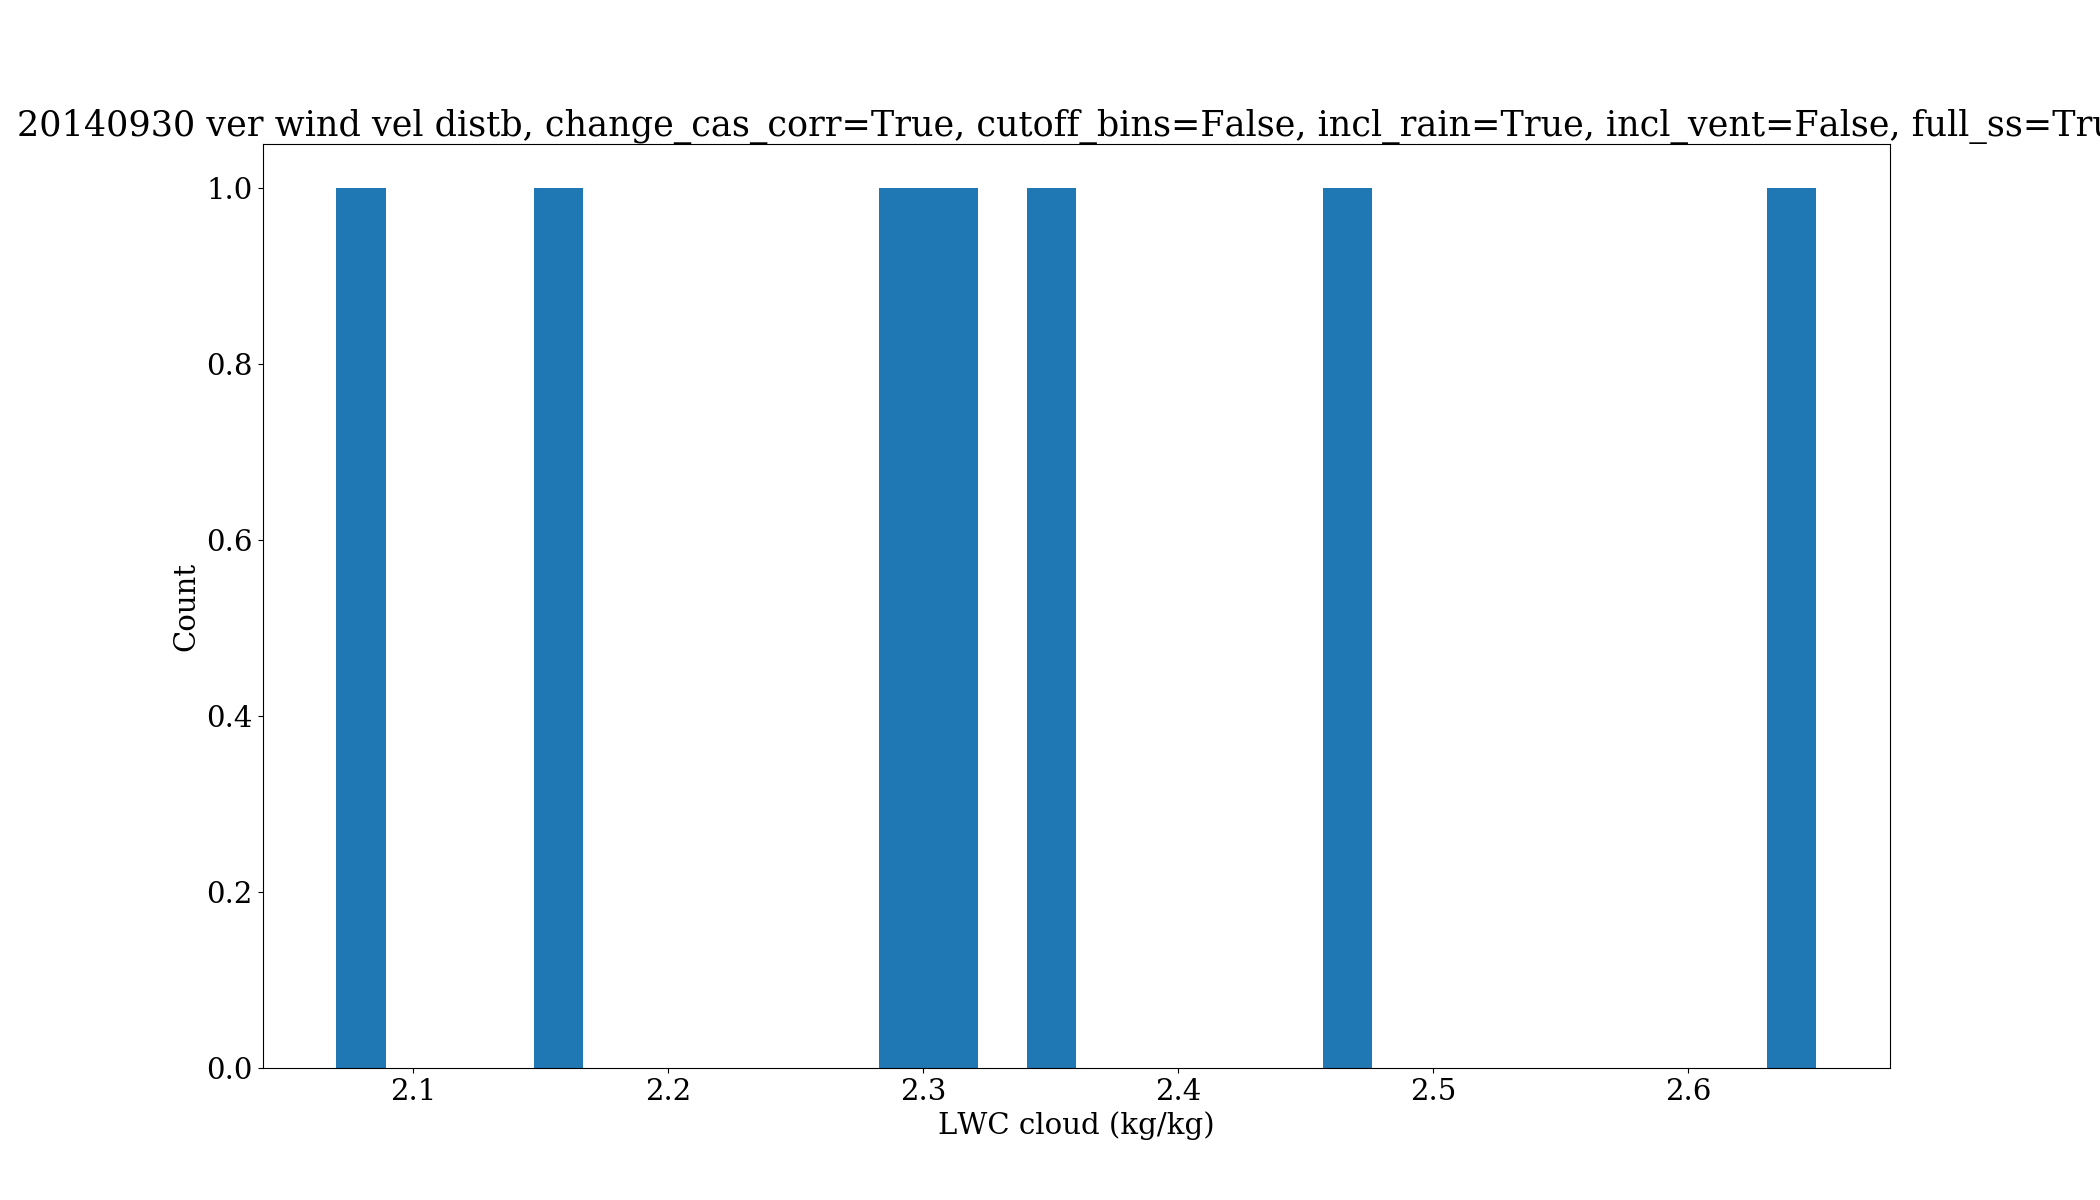 20140930 ver wind vel distb, change_cas_corr=True, cutoff_bins=False, incl_rain=True, incl_vent=False, full_ss=Tru
1.0
0.8
0.6
0.4
0.2
0.0
Count
2.1 2.2 2.3 2.4 2.5 2.6
LWC cloud (kg/kg)